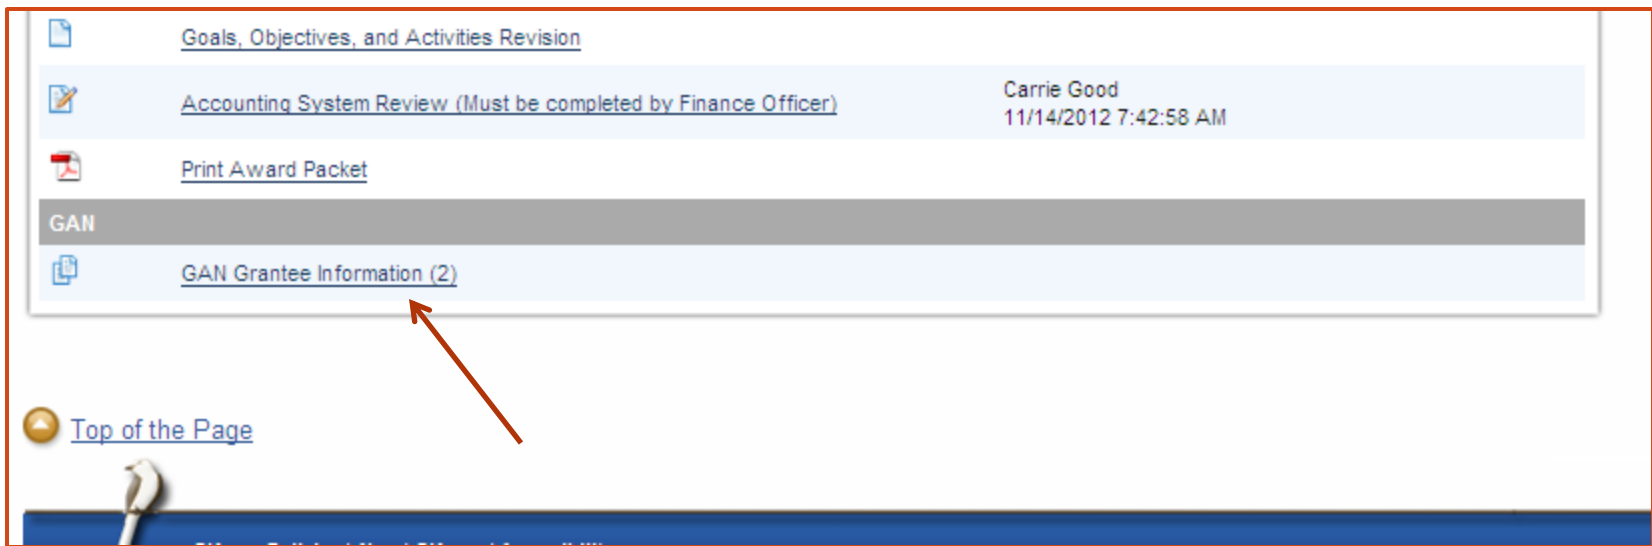 Goals, Objectives, and Activities Revision
Accounting System Review (Must be completed by Finance Officer)
Carrie Good
11/14/2012 7:42:58 AM
Print Award Packet
GAN
GAN Grantee Information (2)
Top of the Page